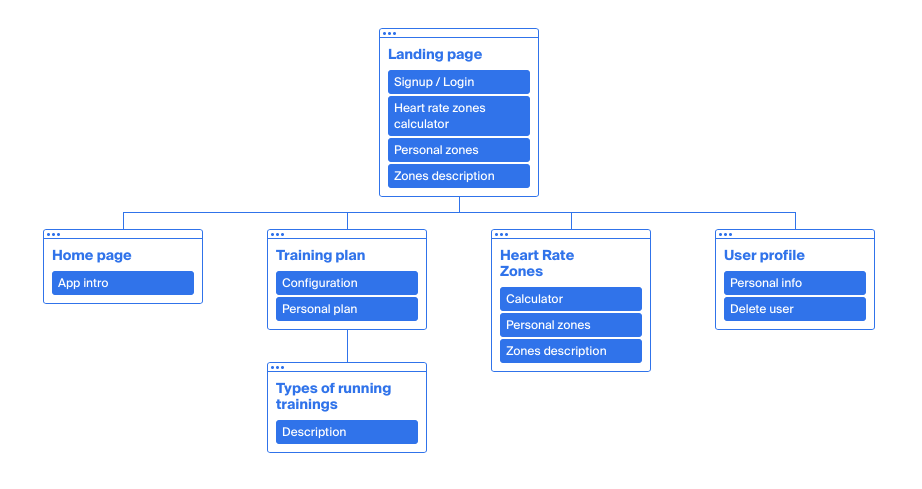 Landing page
Signup / Login
Heart rate zones
calculator
Personal zones
Zones description
Home page
App intro
Training plan
Configuration
Personal plan
Heart Rate
Zones
Calculator
Personal zones
Zones description
User profile
Personal info
Delete user
Types of running
trainings
Description